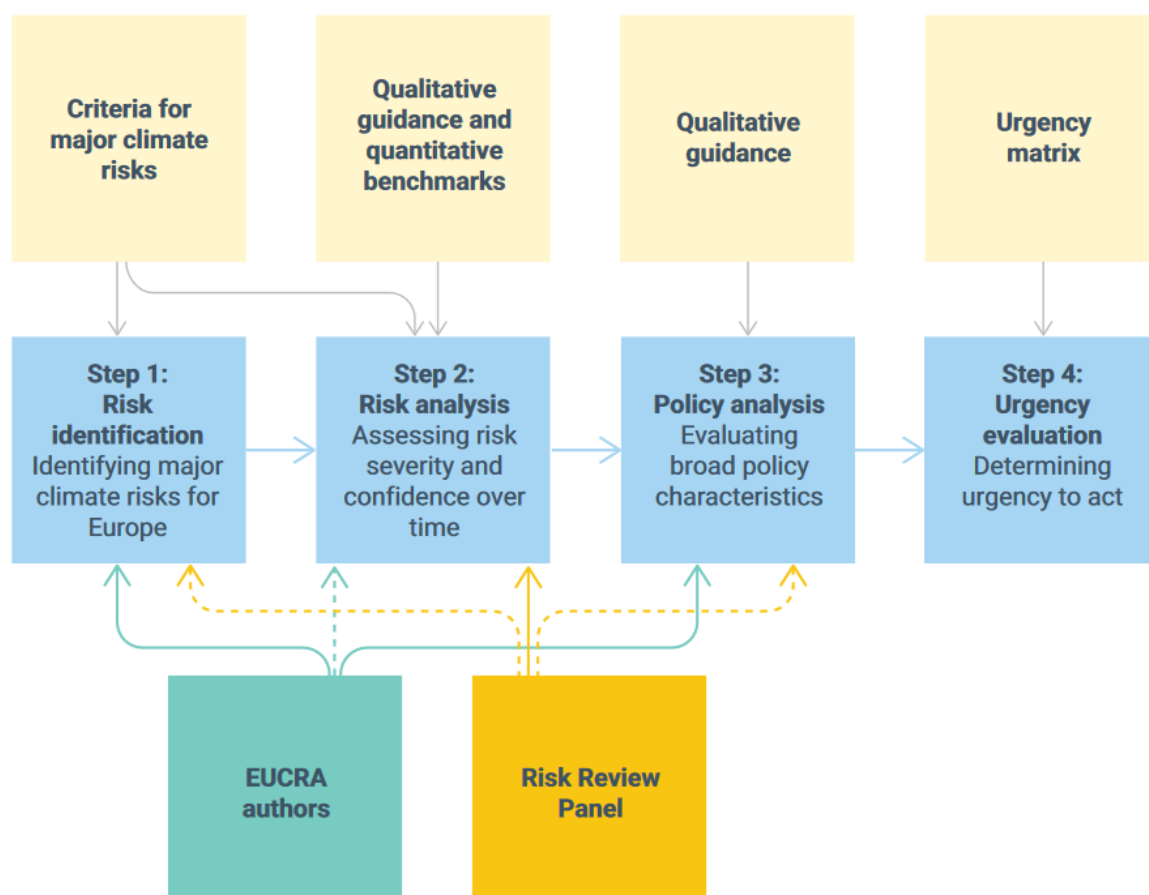 Criteria for
major climate
risks
Qualitative
guidance and
quantitative
benchmarks
Qualitative
guidance
Urgency
matrix
Step 1:
Risk
identification
Identifying major
climate risks for
Europe
Step 2:
Risk analysis
Assessing risk
severity and
confidence over
time
Step 3:
Policy analysis
Evaluating
broad policy
characteristics
Step 4:
Urgency
evaluation
Determining
urgency to act
EUCRA
authors
Risk Review
Panel